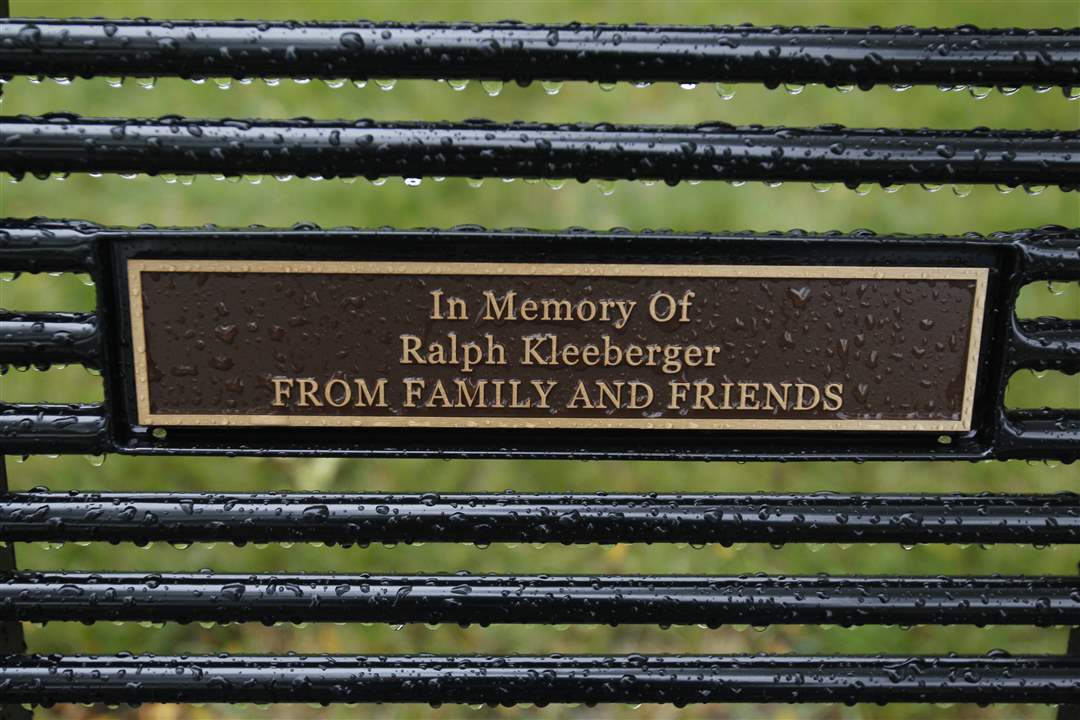 In Memory Of
Ralph Kleeberger
FROM FAMILY AND FRIENDS